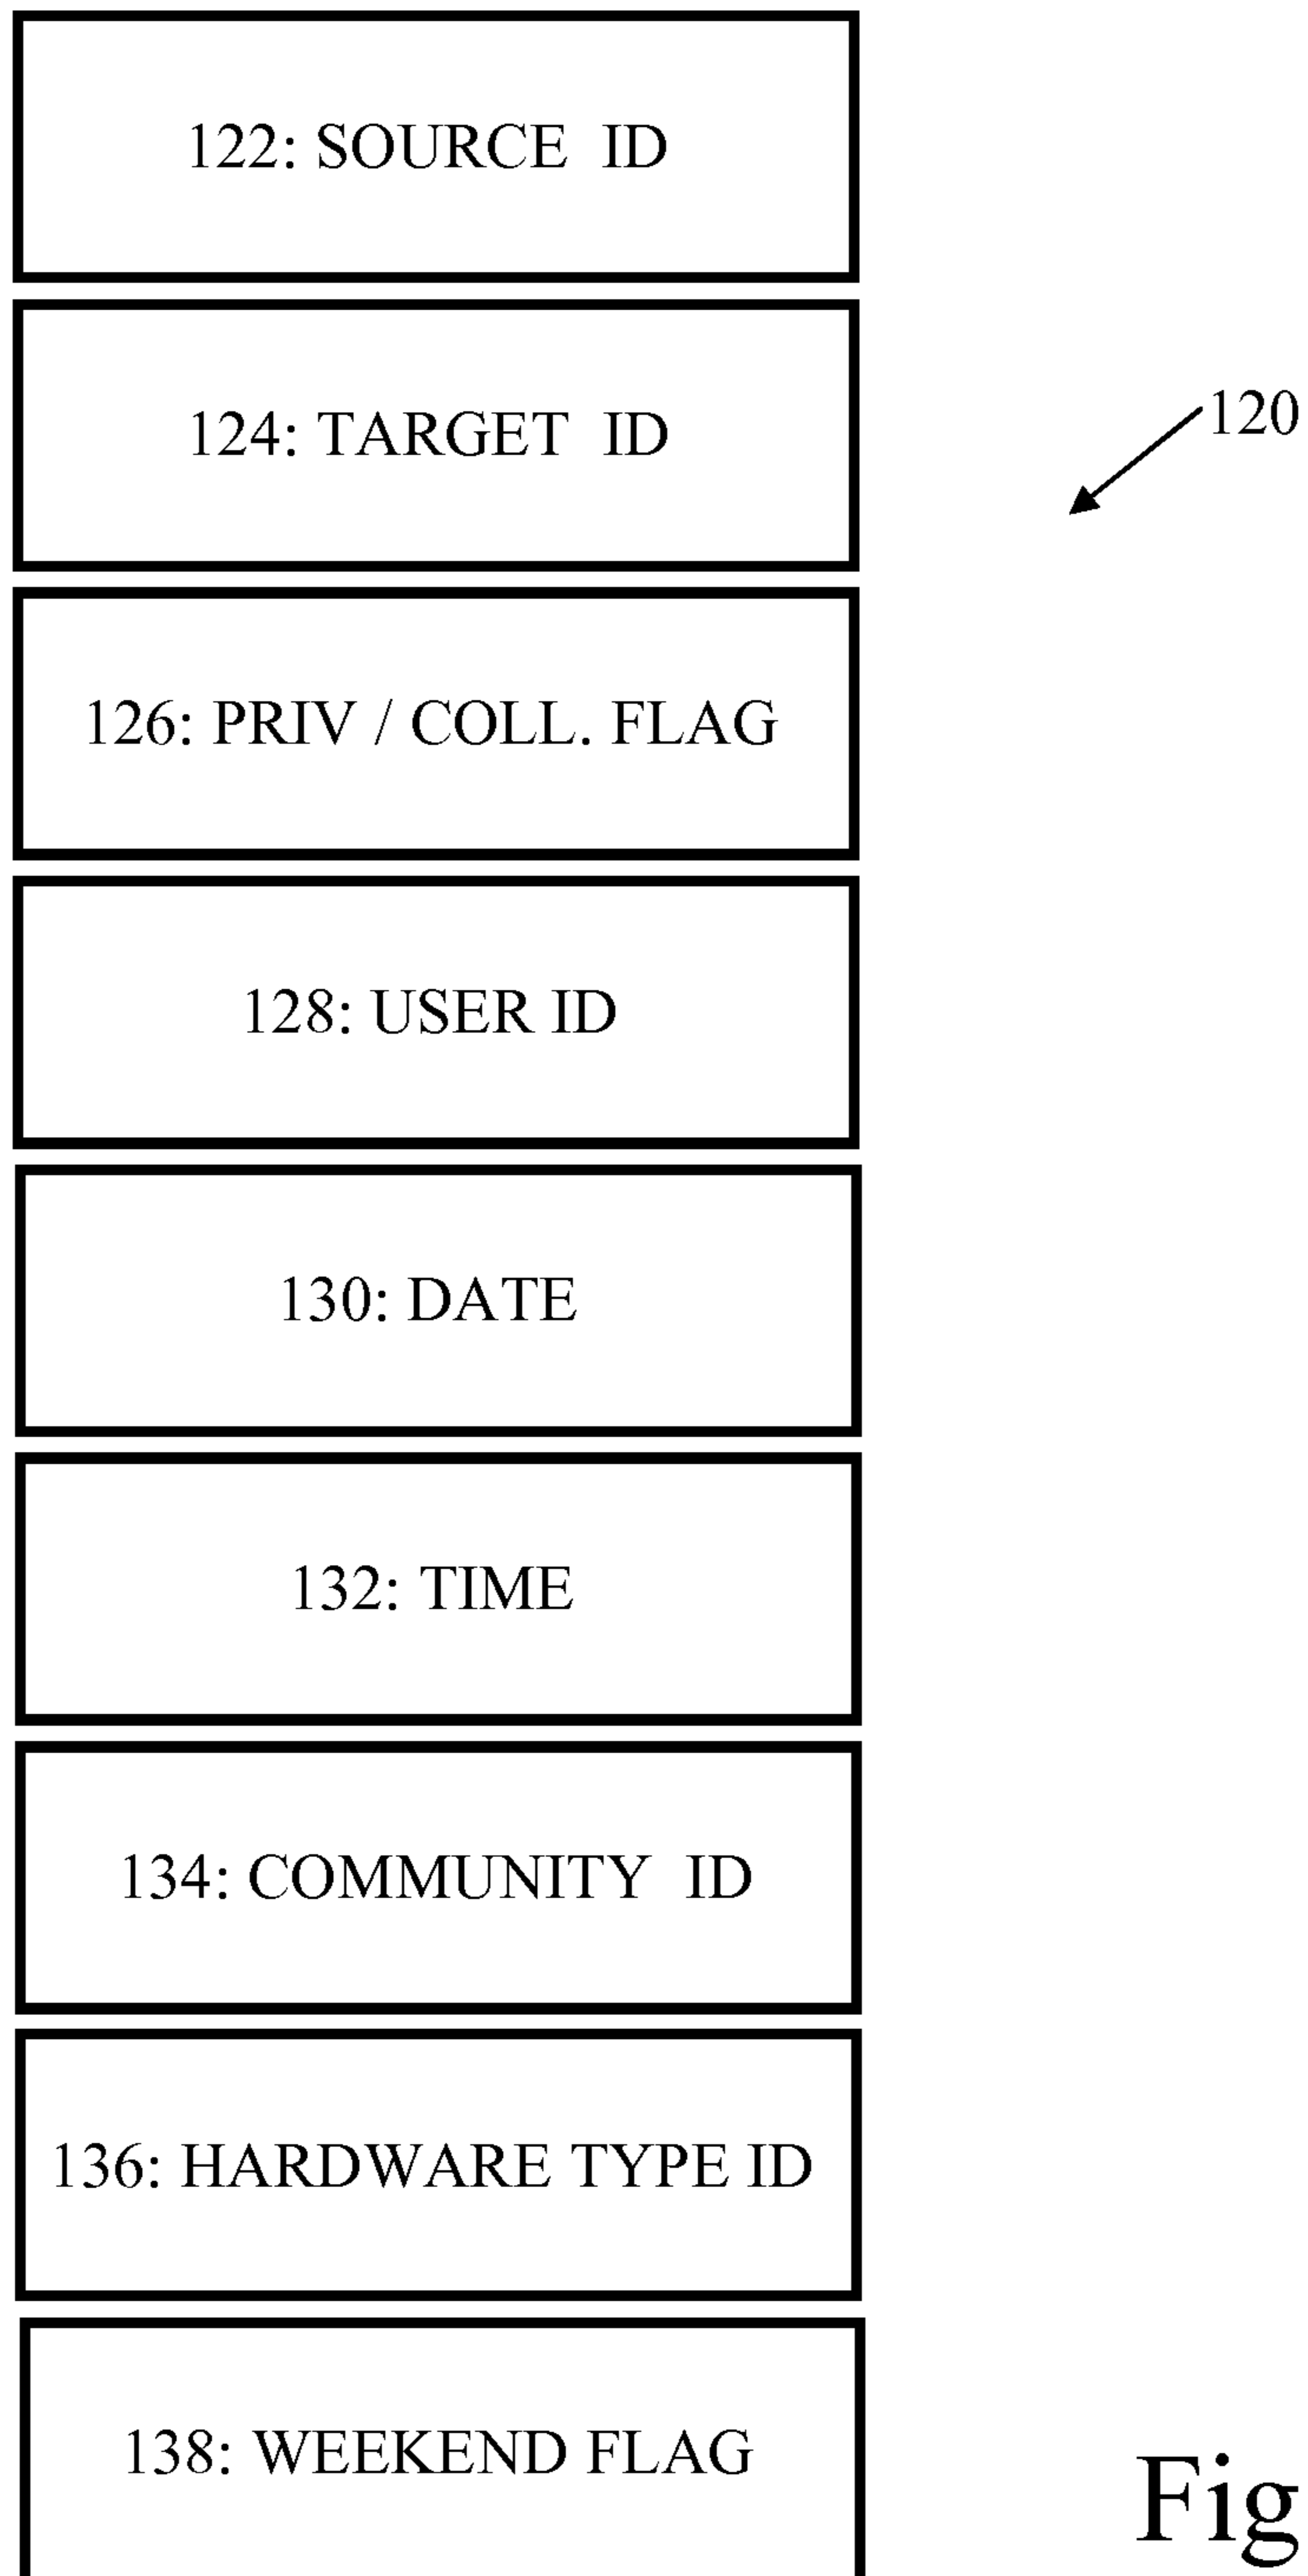 122: SOURCE ID
124: TARGET ID
120
126: PRIV / COLL. FLAG
128: USER ID
130: DATE
132: TIME
134: COMMUNITY ID
136: HARDWARE TYPE ID
138: WEEKEND FLAG
Fig